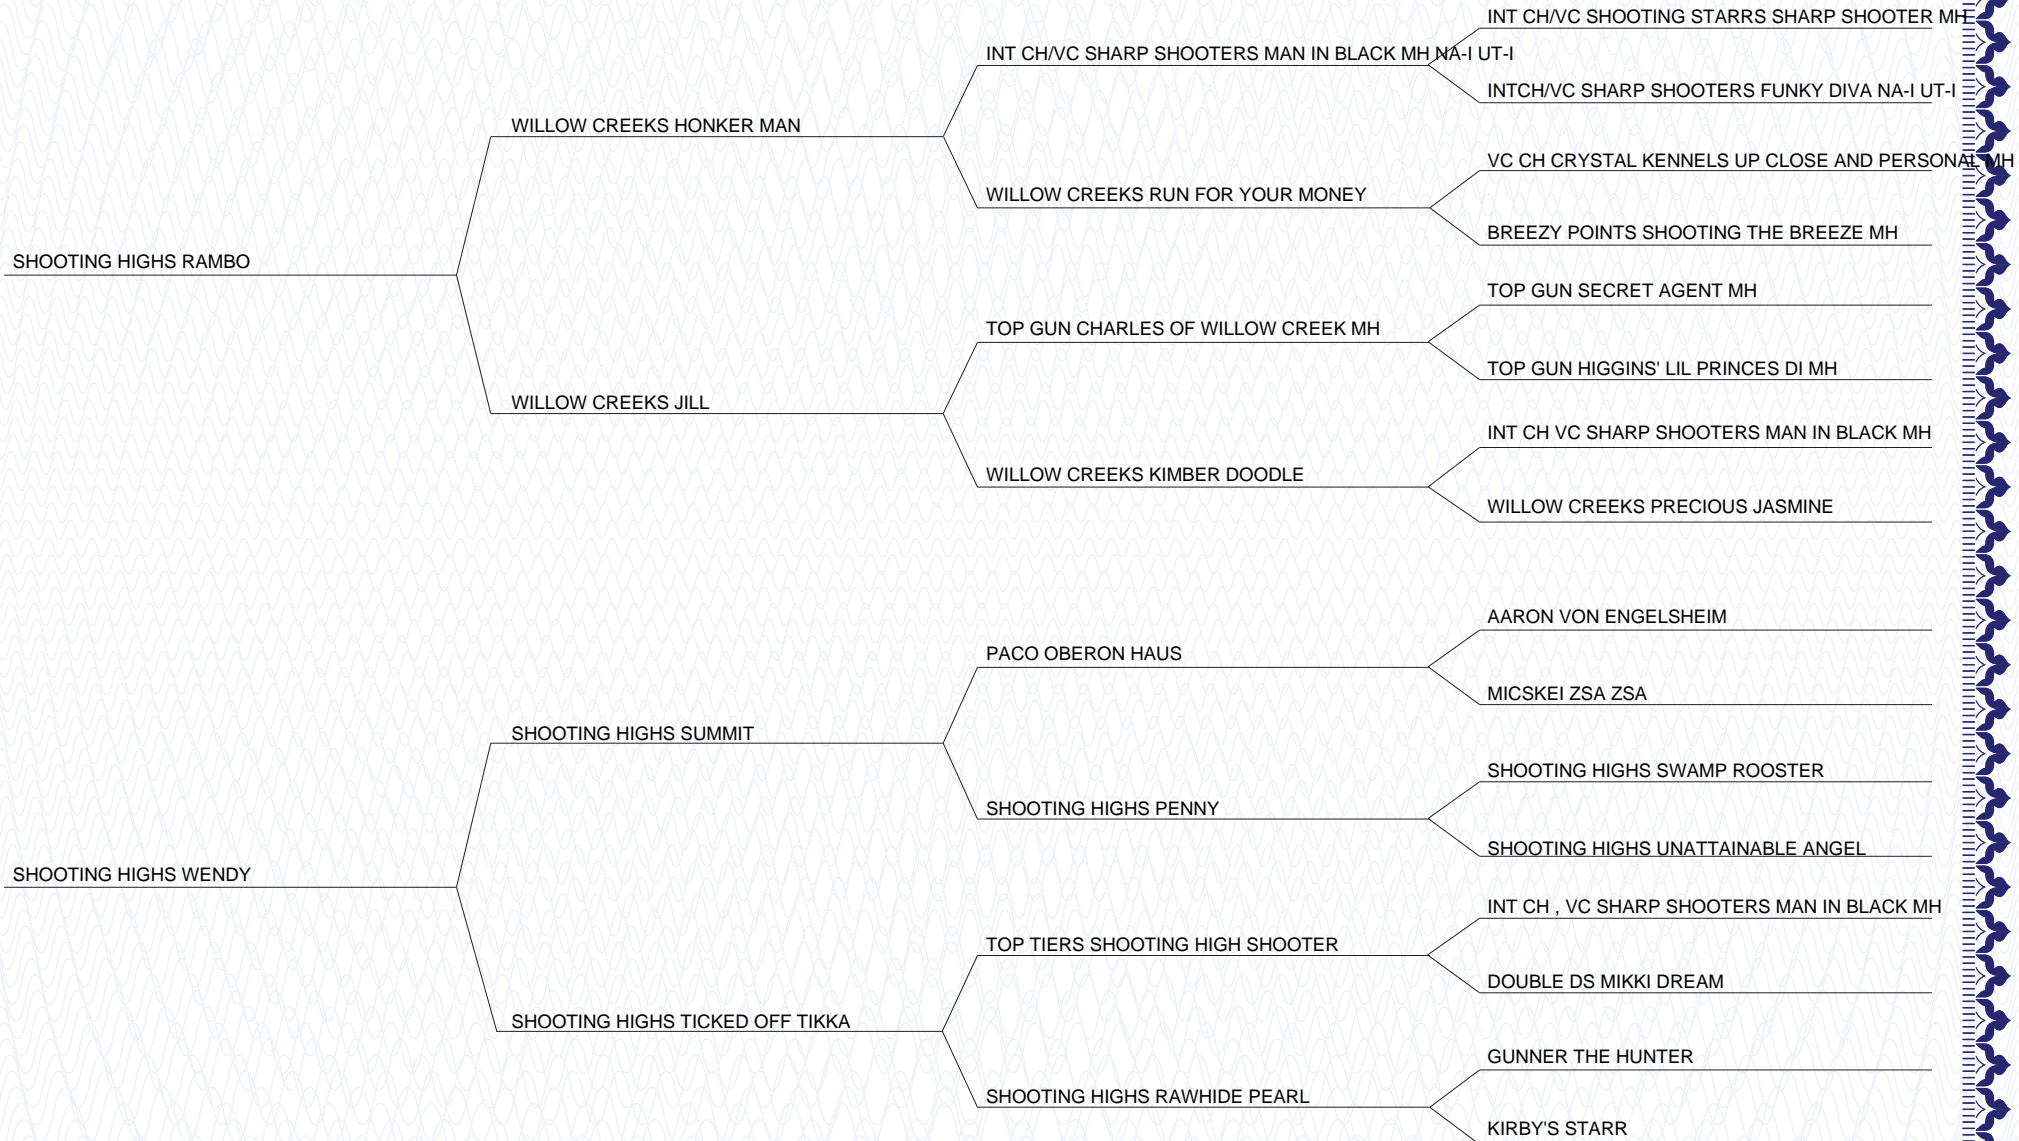 INT CH/VC SHOOTING STARRS SHARP SHOOTER MH
INT CH/VC SHARP SHOOTERS MAN IN BLACK MH NA-I UT-I
INTCH/VC SHARP SHOOTERS FUNKY DIVA NA-I UT-I
WILLOW CREEKS HONKER MAN
VC CH CRYSTAL KENNELS UP CLOSE AND PERSONAL MH
WILLOW CREEKS RUN FOR YOUR MONEY
BREEZY POINTS SHOOTING THE BREEZE MH
SHOOTING HIGHS RAMBO
TOP GUN SECRET AGENT MH
TOP GUN CHARLES OF WILLOW CREEK MH
TOP GUN HIGGINS' LIL PRINCES DI MH
WILLOW CREEKS JILL
INT CH VC SHARP SHOOTERS MAN IN BLACK MH
WILLOW CREEKS KIMBER DOODLE
WILLOW CREEKS PRECIOUS JASMINE
AARON VON ENGELSHEIM
PACO OBERON HAUS
MICSKEI ZSA ZSA
SHOOTING HIGHS SUMMIT
SHOOTING HIGHS SWAMP ROOSTER
SHOOTING HIGHS PENNY
SHOOTING HIGHS UNATTAINABLE ANGEL
SHOOTING HIGHS WENDY
INT CH , VC SHARP SHOOTERS MAN IN BLACK MH
TOP TIERS SHOOTING HIGH SHOOTER
DOUBLE DS MIKKI DREAM
SHOOTING HIGHS TICKED OFF TIKKA
GUNNER THE HUNTER
SHOOTING HIGHS RAWHIDE PEARL
KIRBY'S STARR